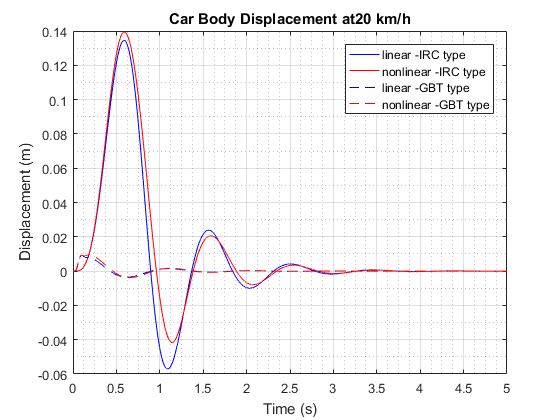 Car Body Displacement at20 km/h
0.14
0.12
0.1
0.08
0.06
0.04
0.02
0
-0.02
-0.04
-0.06
Displacement (m)
linear -IRC type
nonlinear -IRC type
linear -GBT type
nonlinear -GBT type
0 0.5 1 1.5 2 2.5 3 3.5 4 4.5 5
Time (s)